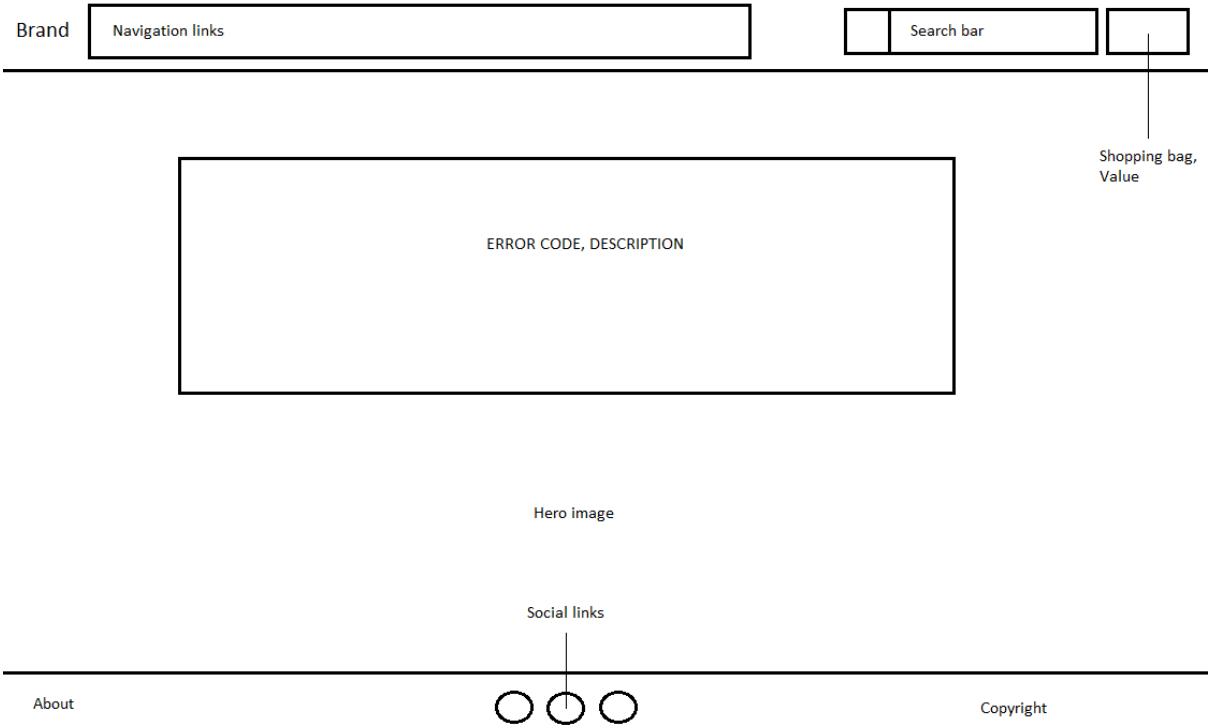 Brand
Navigation links
Search bar
Shopping bag,
Value
ERROR CODE, DESCRIPTION
Hero image
Social links
About
Copyright